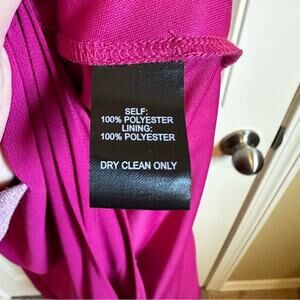 SELF:
100% POLYESTER
LINING:
100% POLYESTER
DRY CLEAN ONLY